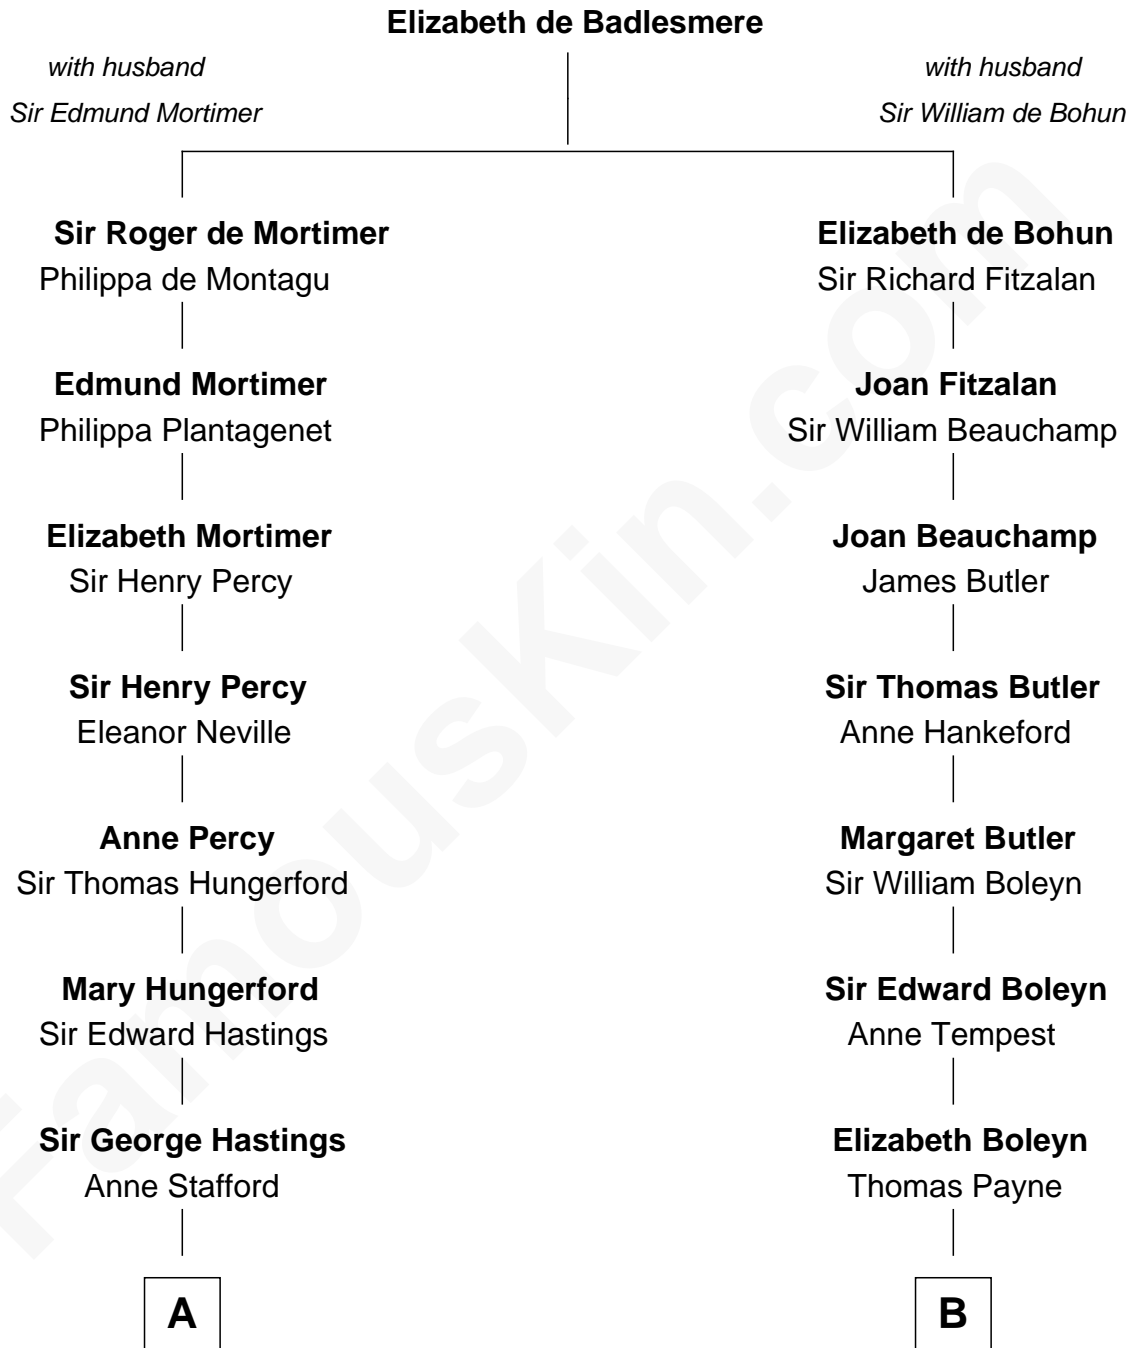 Elizabeth de Badlesmere
with husband
Sir Edmund Mortimer
with husband
Sir William de Bohun
Sir Roger de Mortimer
Philippa de Montagu
Elizabeth de Bohun
Sir Richard Fitzalan
Edmund Mortimer
Philippa Plantagenet
Joan Fitzalan
Sir William Beauchamp
Elizabeth Mortimer
Sir Henry Percy
Joan Beauchamp
James Butler
Sir Henry Percy
Eleanor Neville
Sir Thomas Butler
Anne Hankeford
Anne Percy
Sir Thomas Hungerford
Margaret Butler
Sir William Boleyn
Mary Hungerford
Sir Edward Hastings
Sir Edward Boleyn
Anne Tempest
Sir George Hastings
Anne Stafford
Elizabeth Boleyn
Thomas Payne
A
B
FamousKin.com